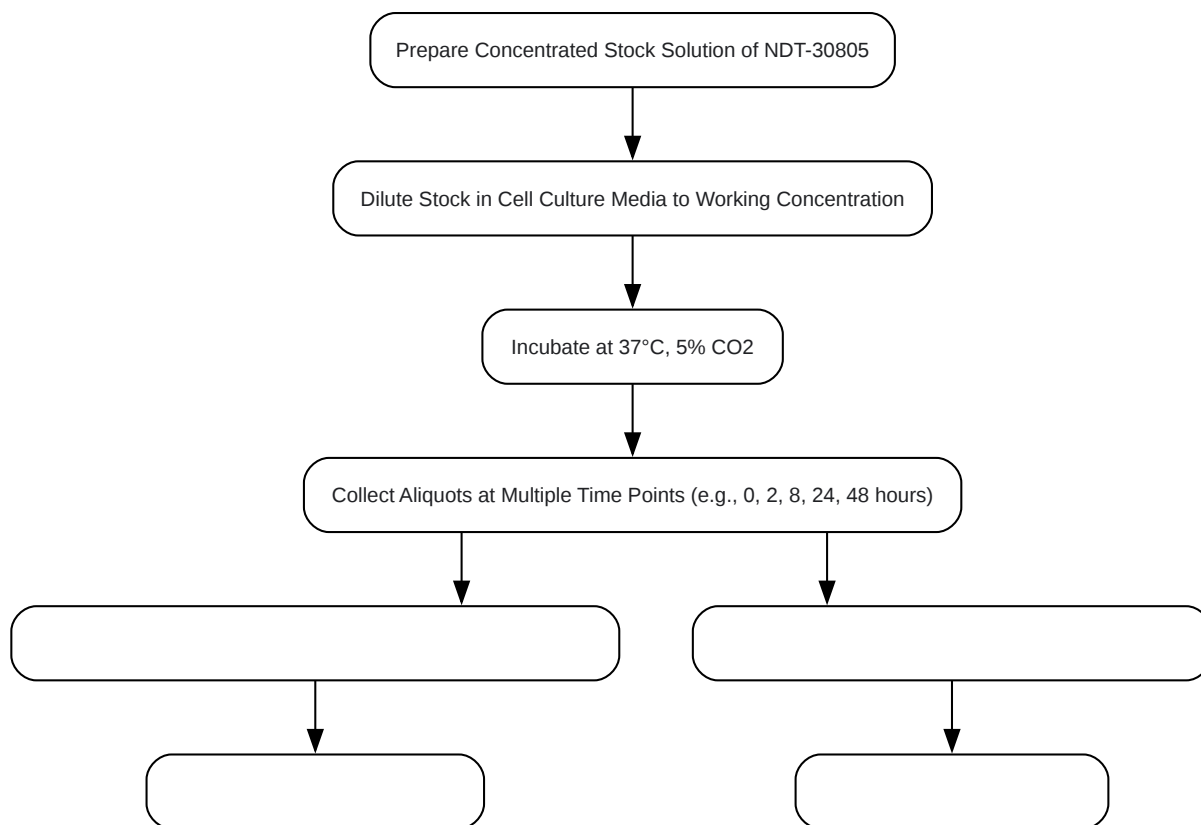 Prepare Concentrated Stock Solution of NDT-30805
Dilute Stock in Cell Culture Media to Working Concentration
Incubate at 37°C, 5% CO2
Collect Aliquots at Multiple Time Points (e.g., 0, 2, 8, 24, 48 hours)